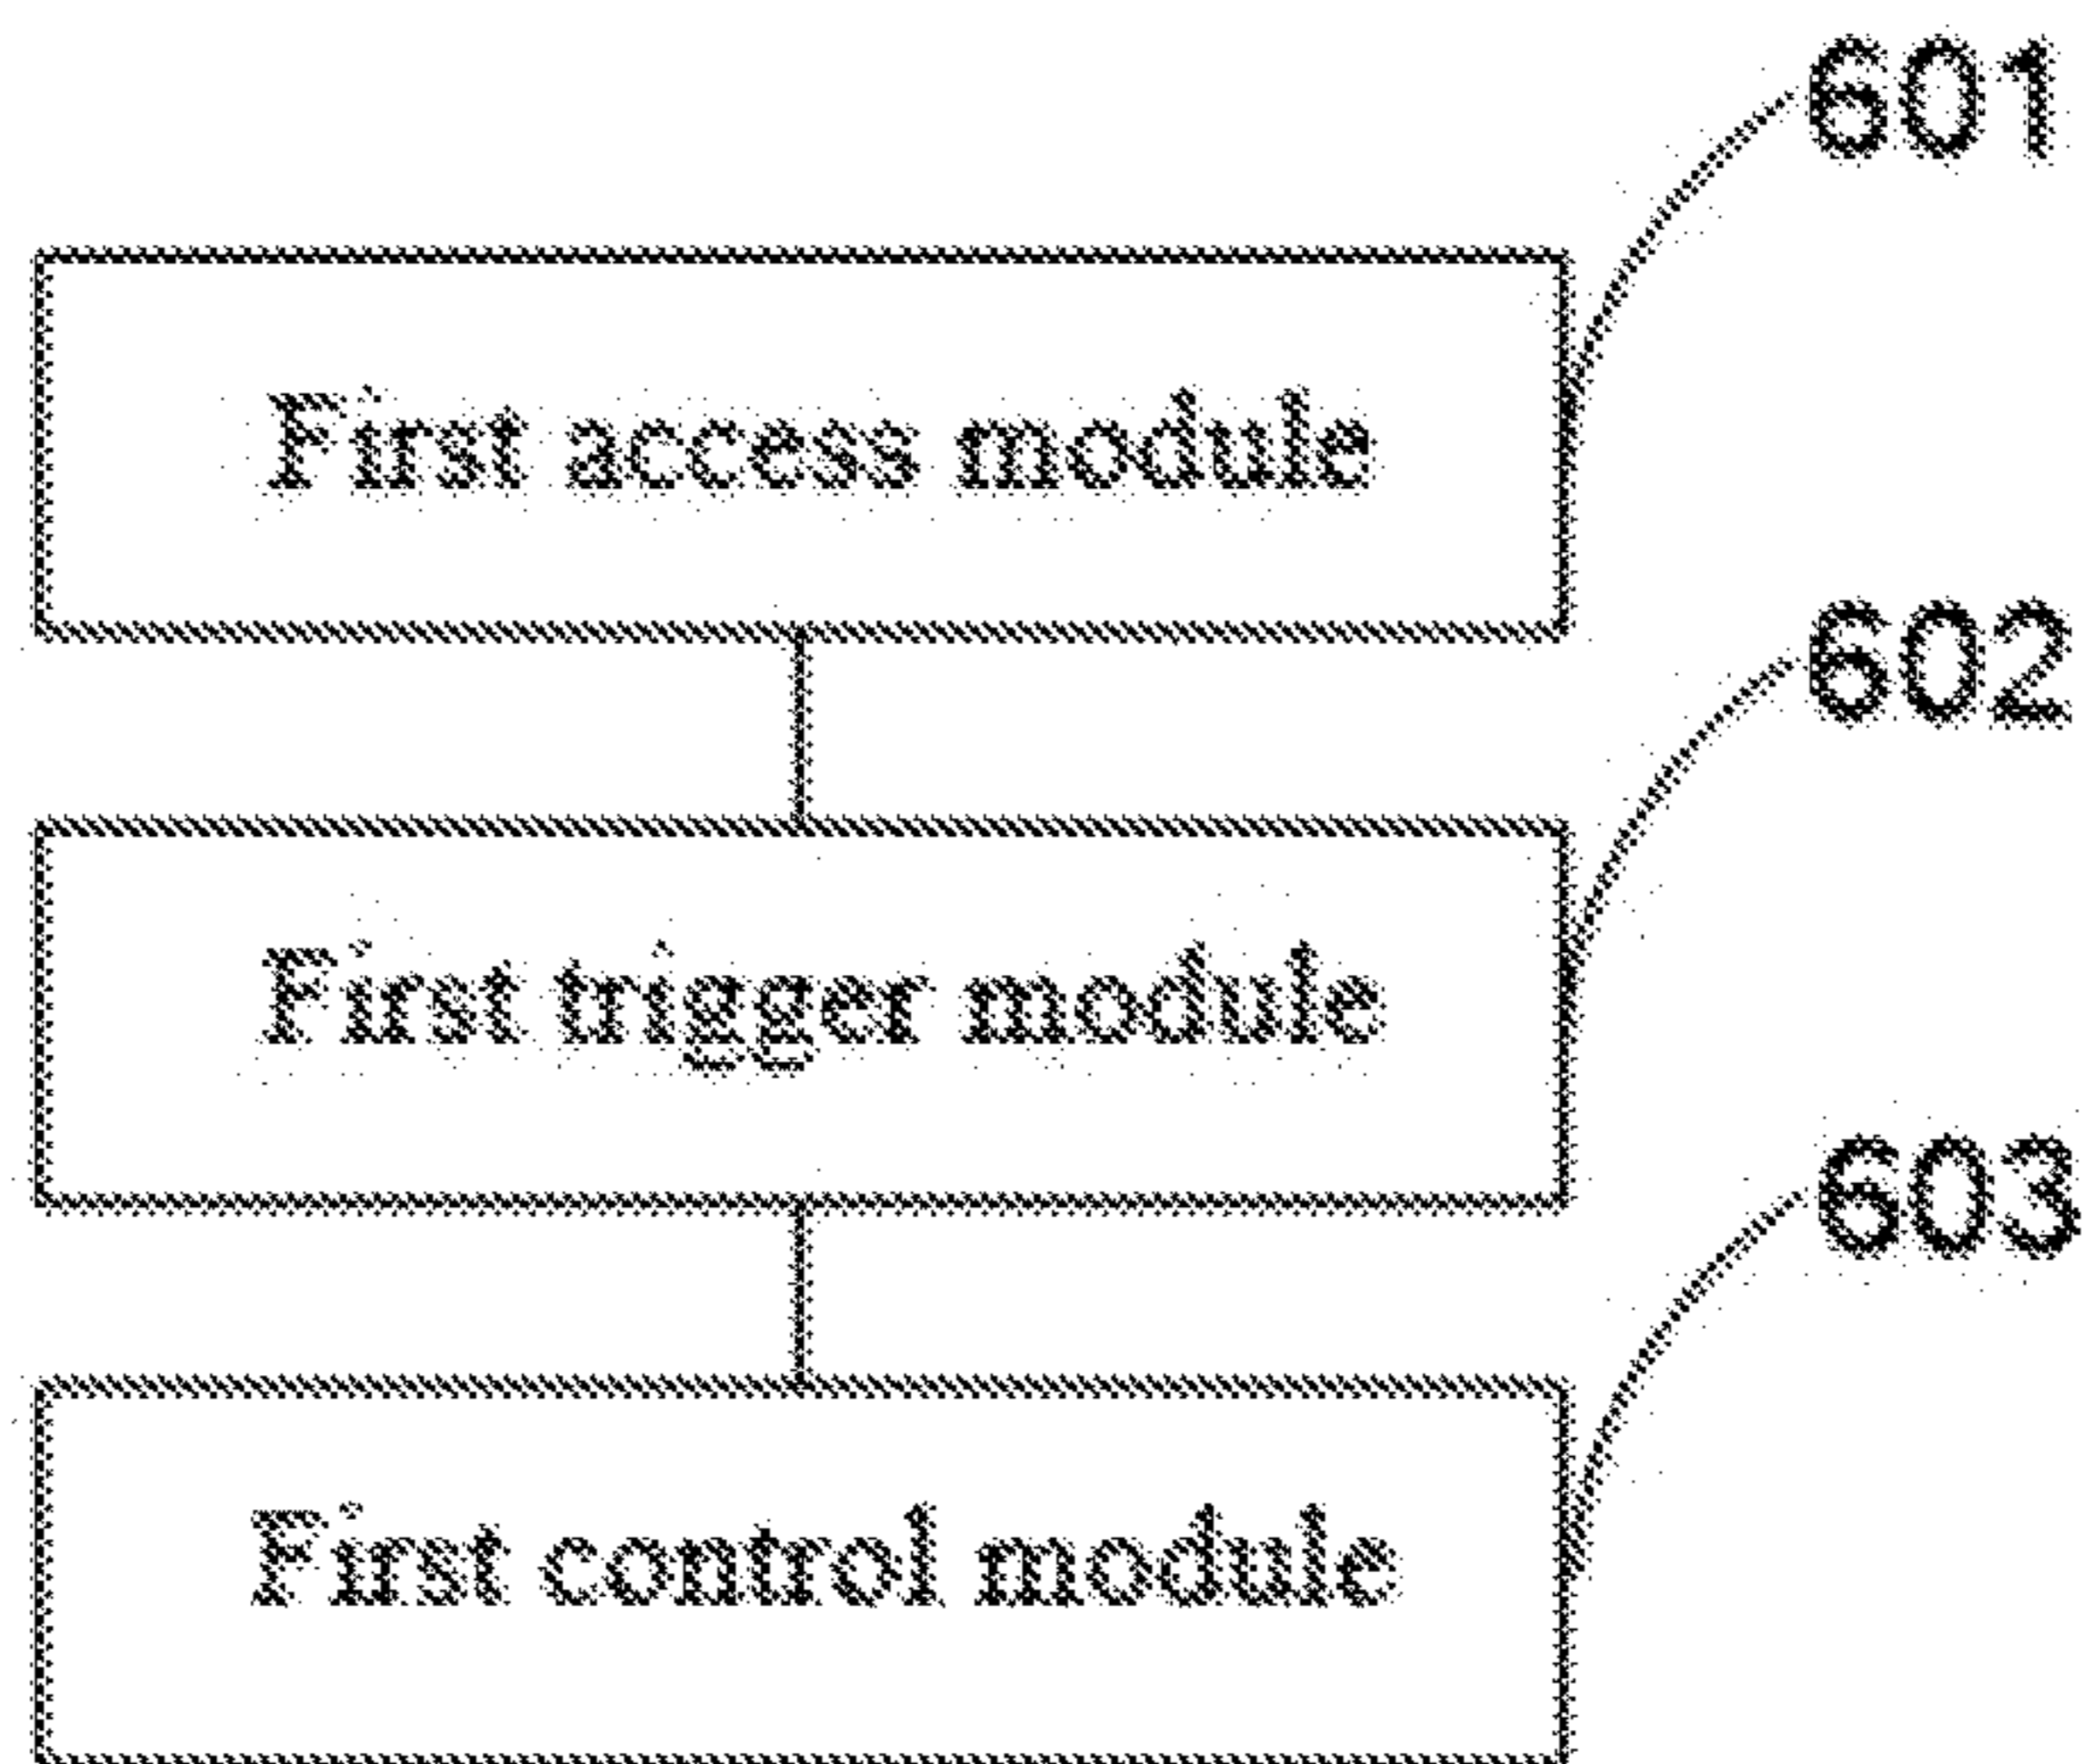 601
First access module
602
First trigger module
603
First control module